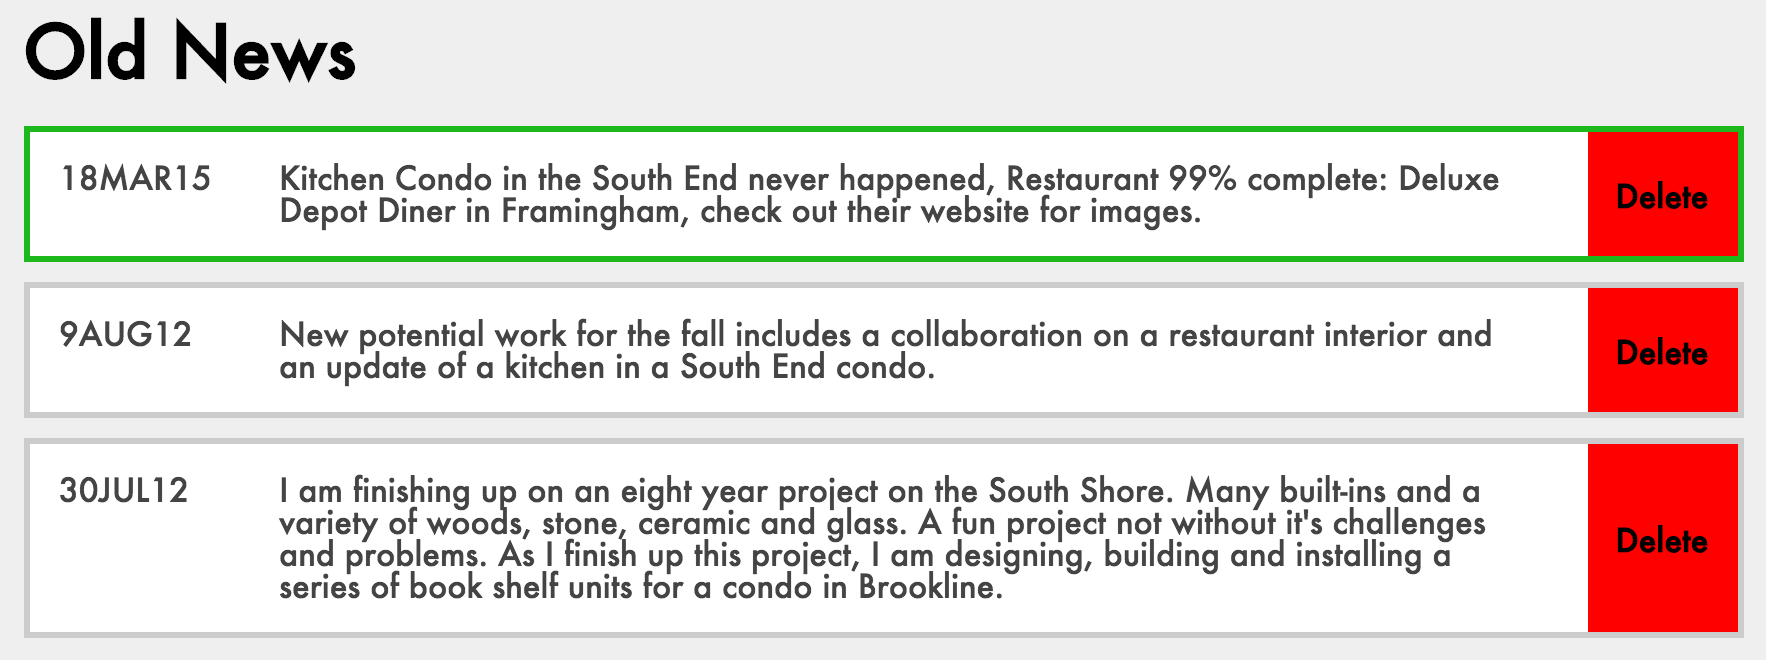 Old News
18MAR15
Kitchen Condo in the South End never happened, Restaurant 99% complete: Deluxe
Depot Diner in Framingham, check out their website for images.
Delete
9AUG12
New potential work for the fall includes a collaboration on a restaurant interior and
an update of a kitchen in a South End condo.
Delete
30JUL12
I am finishing up on an eight year project on the South Shore. Many built-ins and a
variety of woods, stone, ceramic and glass. A fun project not without it's challenges
and problems. As I finish up this project, I am designing, building and installing a
series of book shelf units for a condo in Brookline.
Delete